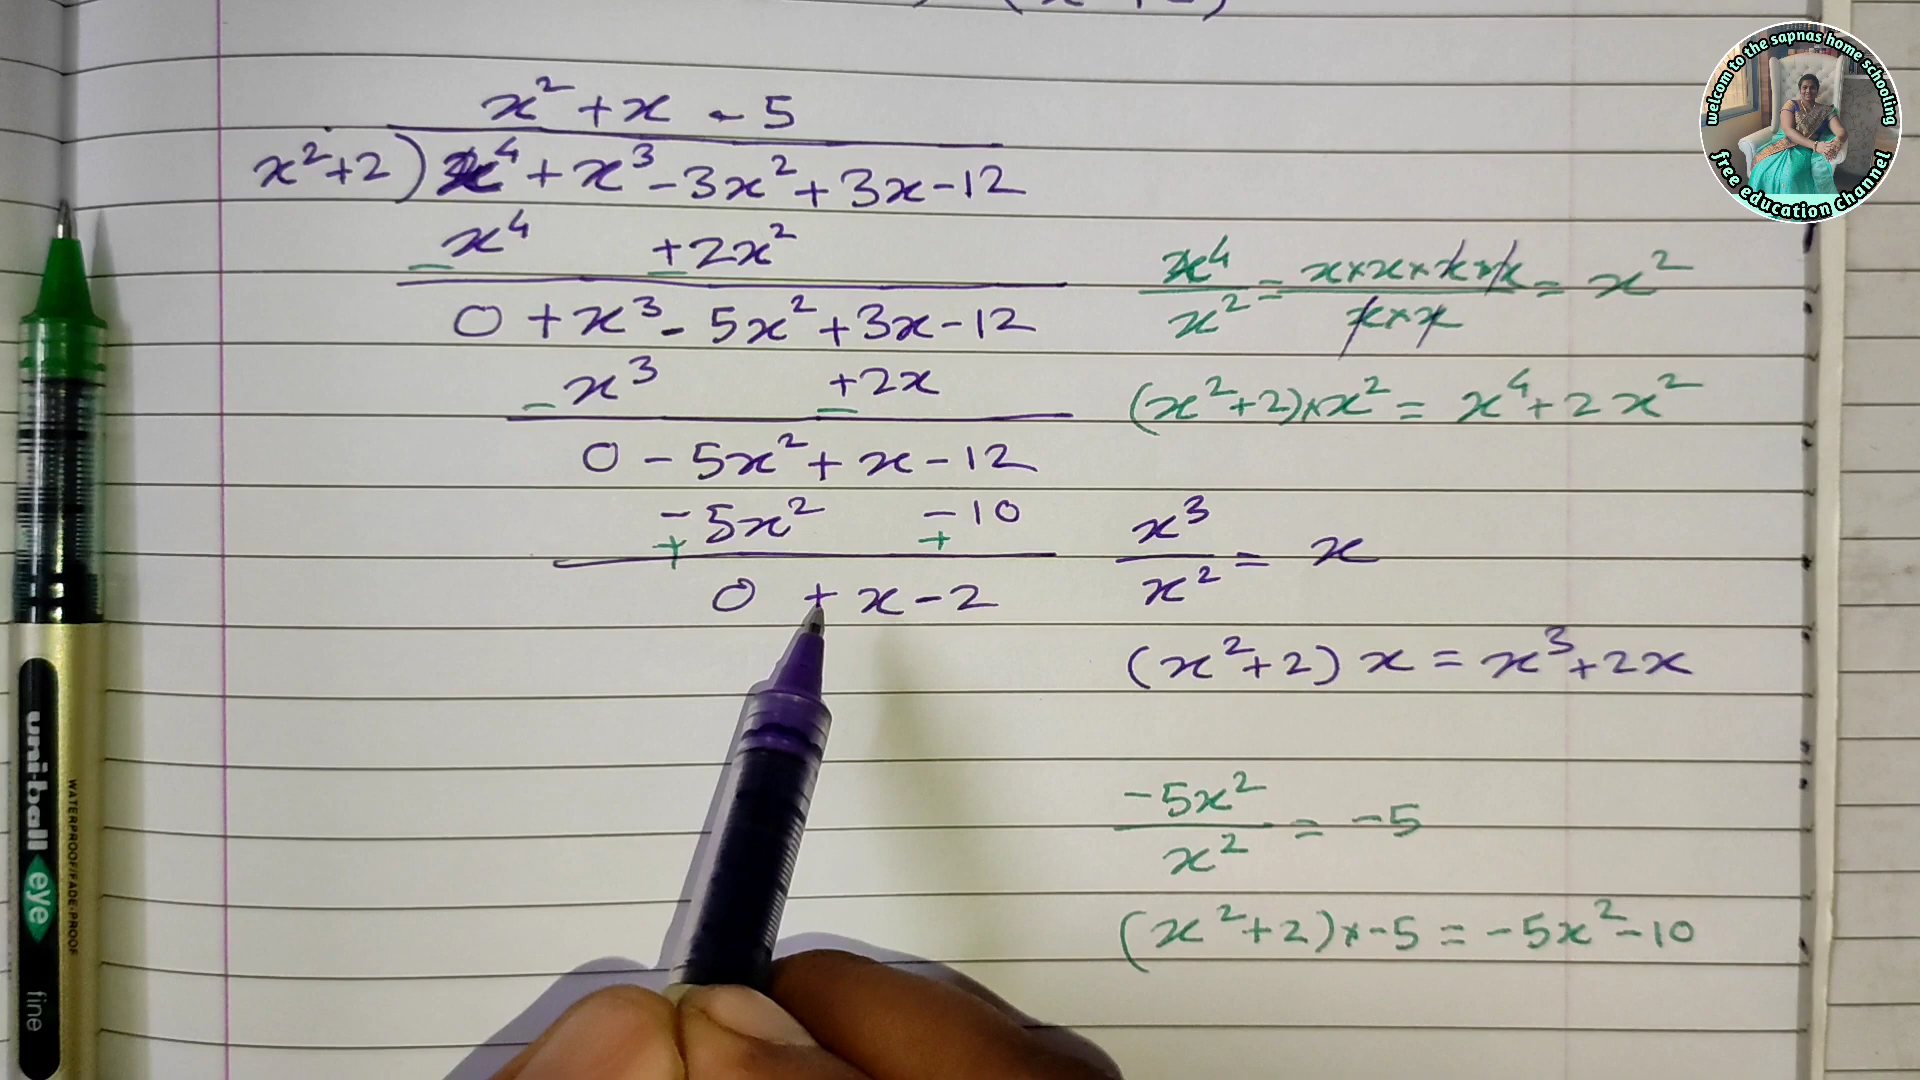 x² + x - 5
x²+2) x⁴ + x³ - 3x² + 3x - 12
x⁴ +2x²
- -
0 + x³ - 5x² + 3x - 12
x³ +2x
- -
0 - 5x² + x - 12
- 5x² - 10
+ +
0 + x - 2
x⁴/x² = x×x×x×x/x×x = x²
(x²+2)×x² = x⁴+2x²
x³/x² = x
(x²+2) x = x³+2x
-5x²/x² = -5
(x²+2)×-5 = -5x²-10
welcom to the sapnas home schooling
free education channel
uni-ball eye
WATERPROOF/FADE-PROOF
fine